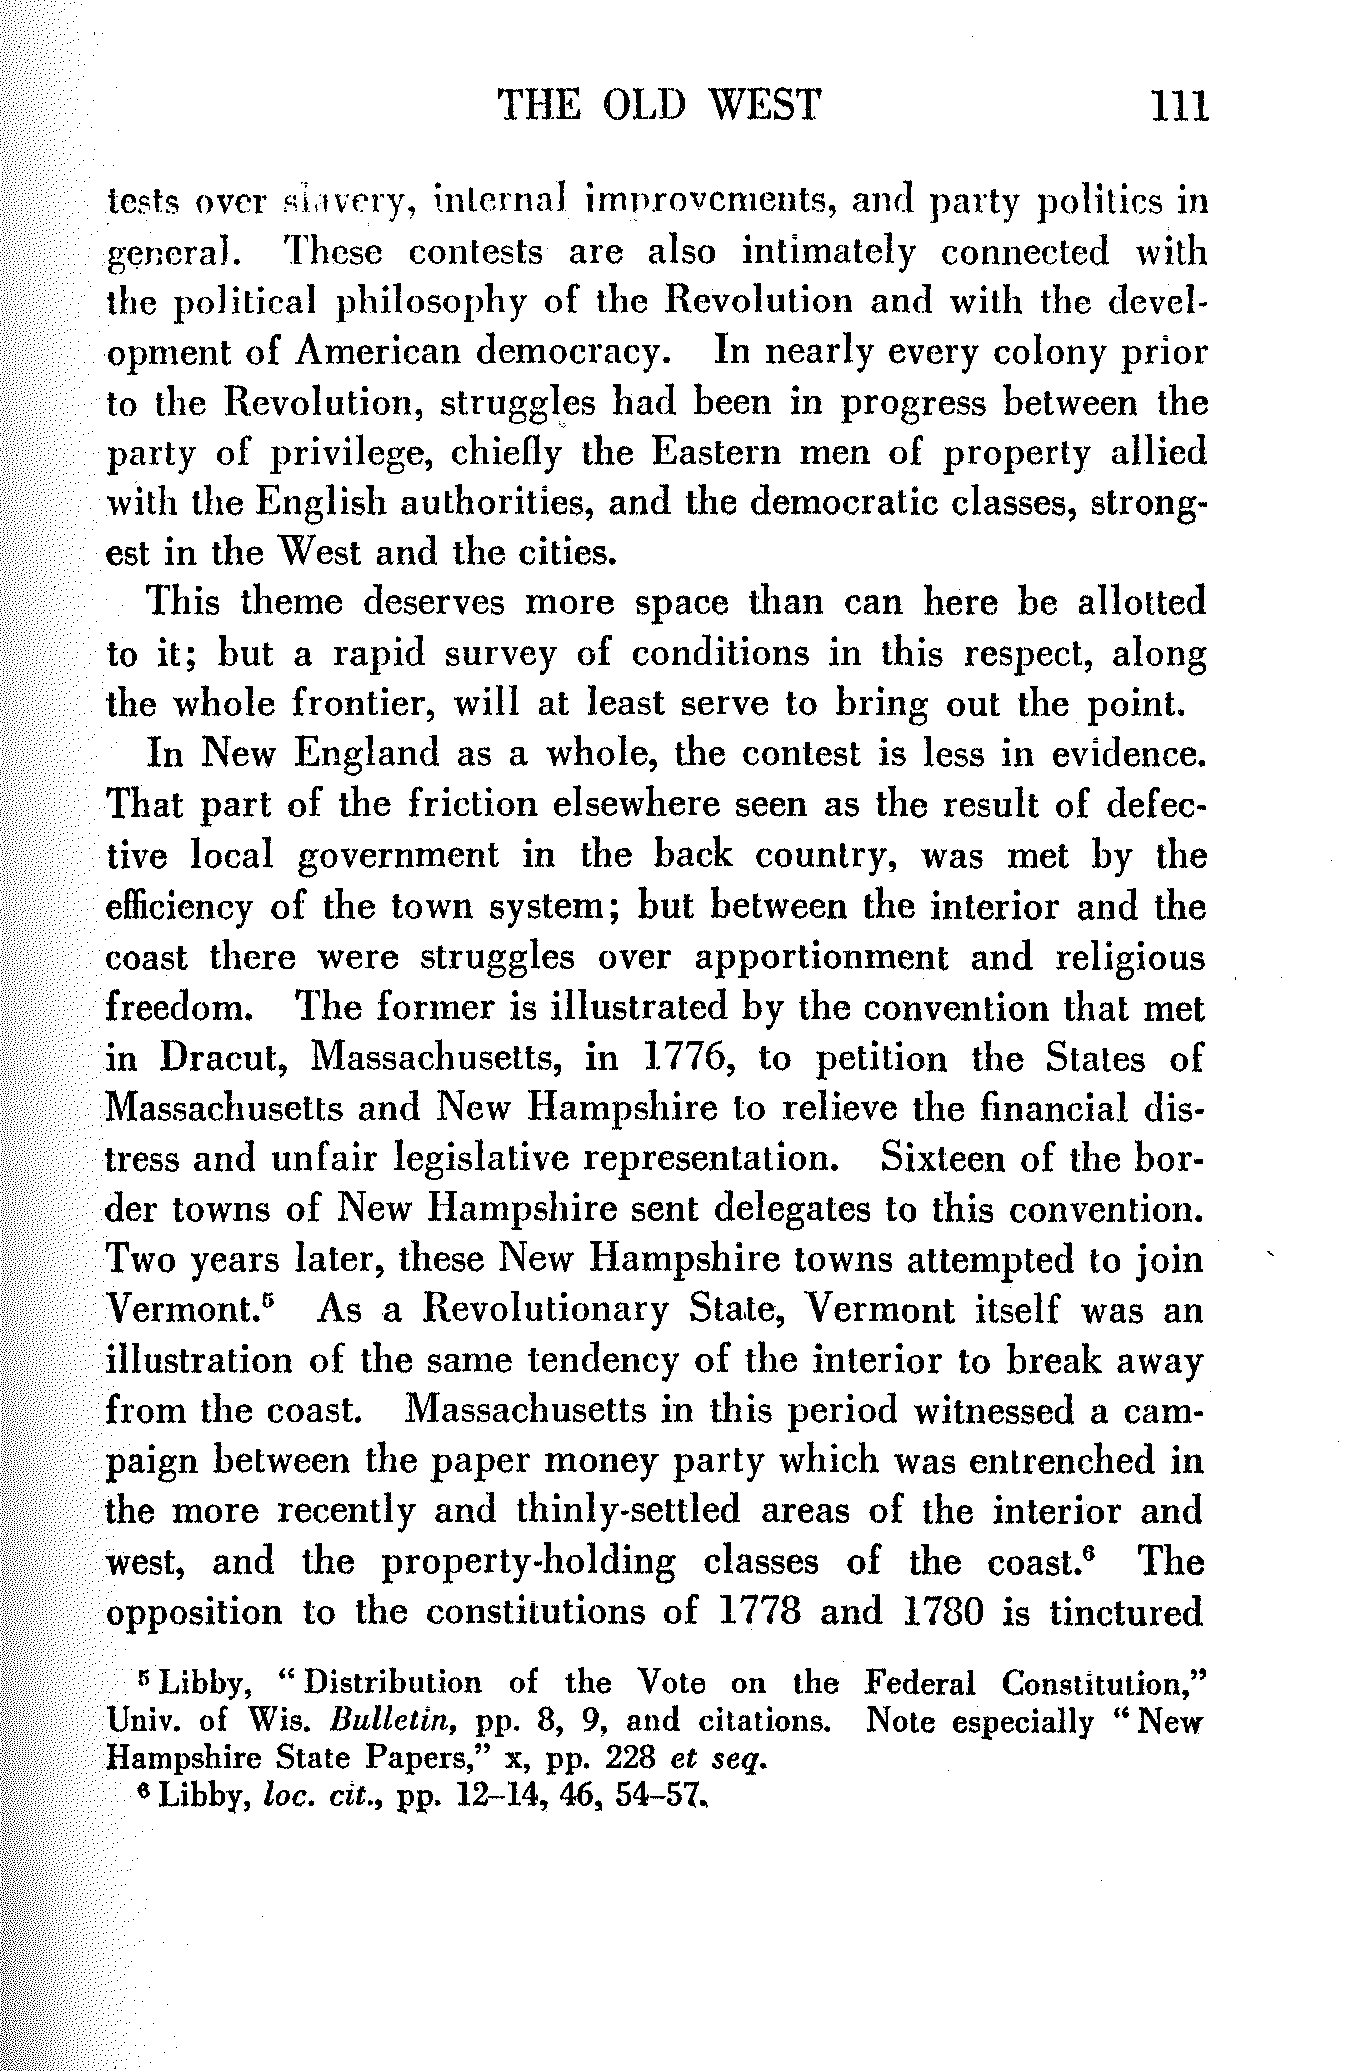 THE OLD WEST 111
tests over slavery, internal improvements, and party politics in
general. These contests are also intimately connected with
the political philosophy of the Revolution and with the devel-
opment of American democracy. In nearly every colony prior
to the Revolution, struggles had been in progress between the
party of privilege, chiefly the Eastern men of property allied
with the English authorities, and the democratic classes, strong-
est in the West and the cities.
This theme deserves more space than can here be allotted
to it; but a rapid survey of conditions in this respect, along
the whole frontier, will at least serve to bring out the point.
In New England as a whole, the contest is less in evidence.
That part of the friction elsewhere seen as the result of defec-
tive local government in the back country, was met by the
efficiency of the town system; but between the interior and the
coast there were struggles over apportionment and religious
freedom. The former is illustrated by the convention that met
in Dracut, Massachusetts, in 1776, to petition the States of
Massachusetts and New Hampshire to relieve the financial dis-
tress and unfair legislative representation. Sixteen of the bor-
der towns of New Hampshire sent delegates to this convention.
Two years later, these New Hampshire towns attempted to join
Vermont.⁵ As a Revolutionary State, Vermont itself was an
illustration of the same tendency of the interior to break away
from the coast. Massachusetts in this period witnessed a cam-
paign between the paper money party which was entrenched in
the more recently and thinly-settled areas of the interior and
west, and the property-holding classes of the coast.⁶ The
opposition to the constitutions of 1778 and 1780 is tinctured
⁵ Libby, “ Distribution of the Vote on the Federal Constitution,”
Univ. of Wis. Bulletin, pp. 8, 9, and citations. Note especially “ New
Hampshire State Papers,” x, pp. 228 et seq.
⁶ Libby, loc. cit., pp. 12–14, 46, 54–57.